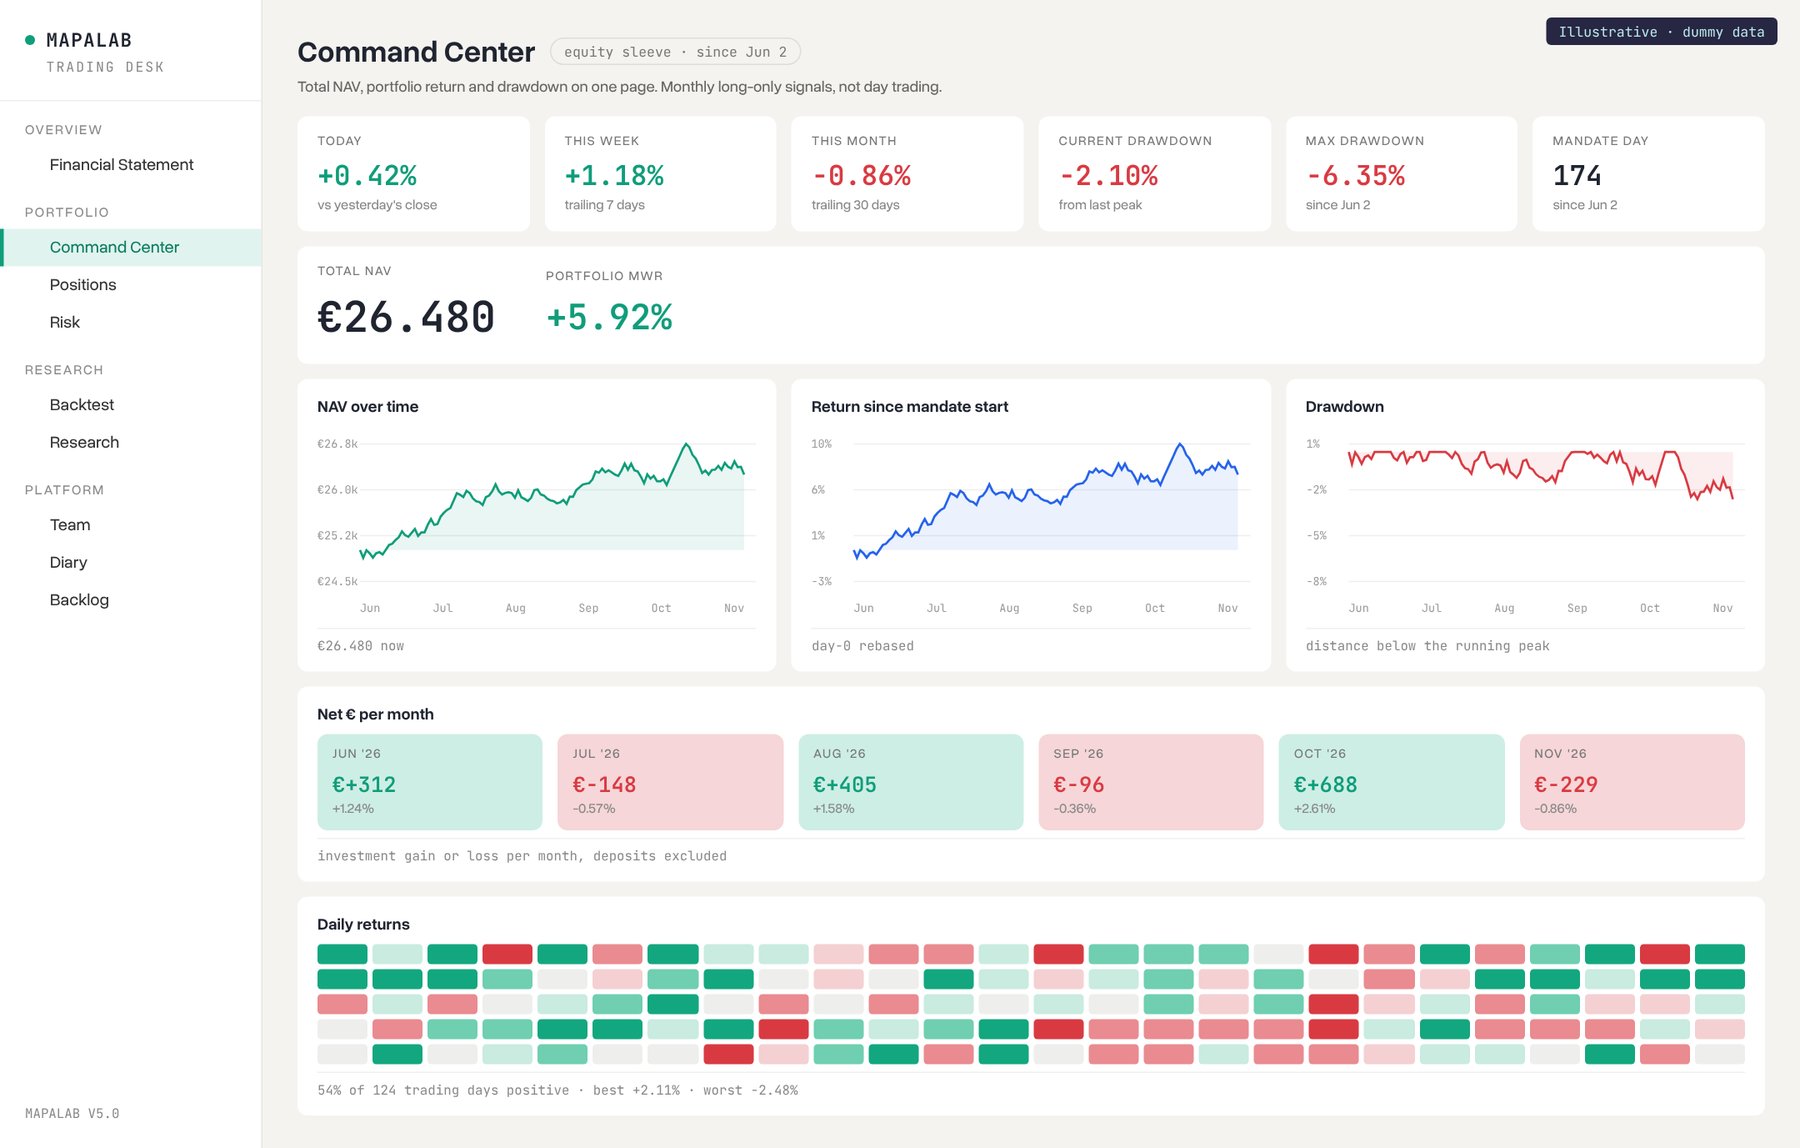 MAPALAB
TRADING DESK
OVERVIEW
Financial Statement
PORTFOLIO
Command Center
Positions
Risk
RESEARCH
Backtest
Research
PLATFORM
Team
Diary
Backlog
MAPALAB V5.0
Illustrative · dummy data
Command Center
equity sleeve · since Jun 2
Total NAV, portfolio return and drawdown on one page. Monthly long-only signals, not day trading.
TODAY
+0.42%
vs yesterday's close
THIS WEEK
+1.18%
trailing 7 days
THIS MONTH
-0.86%
trailing 30 days
CURRENT DRAWDOWN
-2.10%
from last peak
MAX DRAWDOWN
-6.35%
since Jun 2
MANDATE DAY
174
since Jun 2
TOTAL NAV
€26.480
PORTFOLIO MWR
+5.92%
NAV over time
€26.8k
€26.0k
€25.2k
€24.5k
Jun Jul Aug Sep Oct Nov
€26.480 now
Return since mandate start
10%
6%
1%
-3%
Jun Jul Aug Sep Oct Nov
day-0 rebased
Drawdown
1%
-2%
-5%
-8%
Jun Jul Aug Sep Oct Nov
distance below the running peak
Net € per month
JUN '26
€+312
+1.24%
JUL '26
€-148
-0.57%
AUG '26
€+405
+1.58%
SEP '26
€-96
-0.36%
OCT '26
€+688
+2.61%
NOV '26
€-229
-0.86%
investment gain or loss per month, deposits excluded
Daily returns
54% of 124 trading days positive · best +2.11% · worst -2.48%